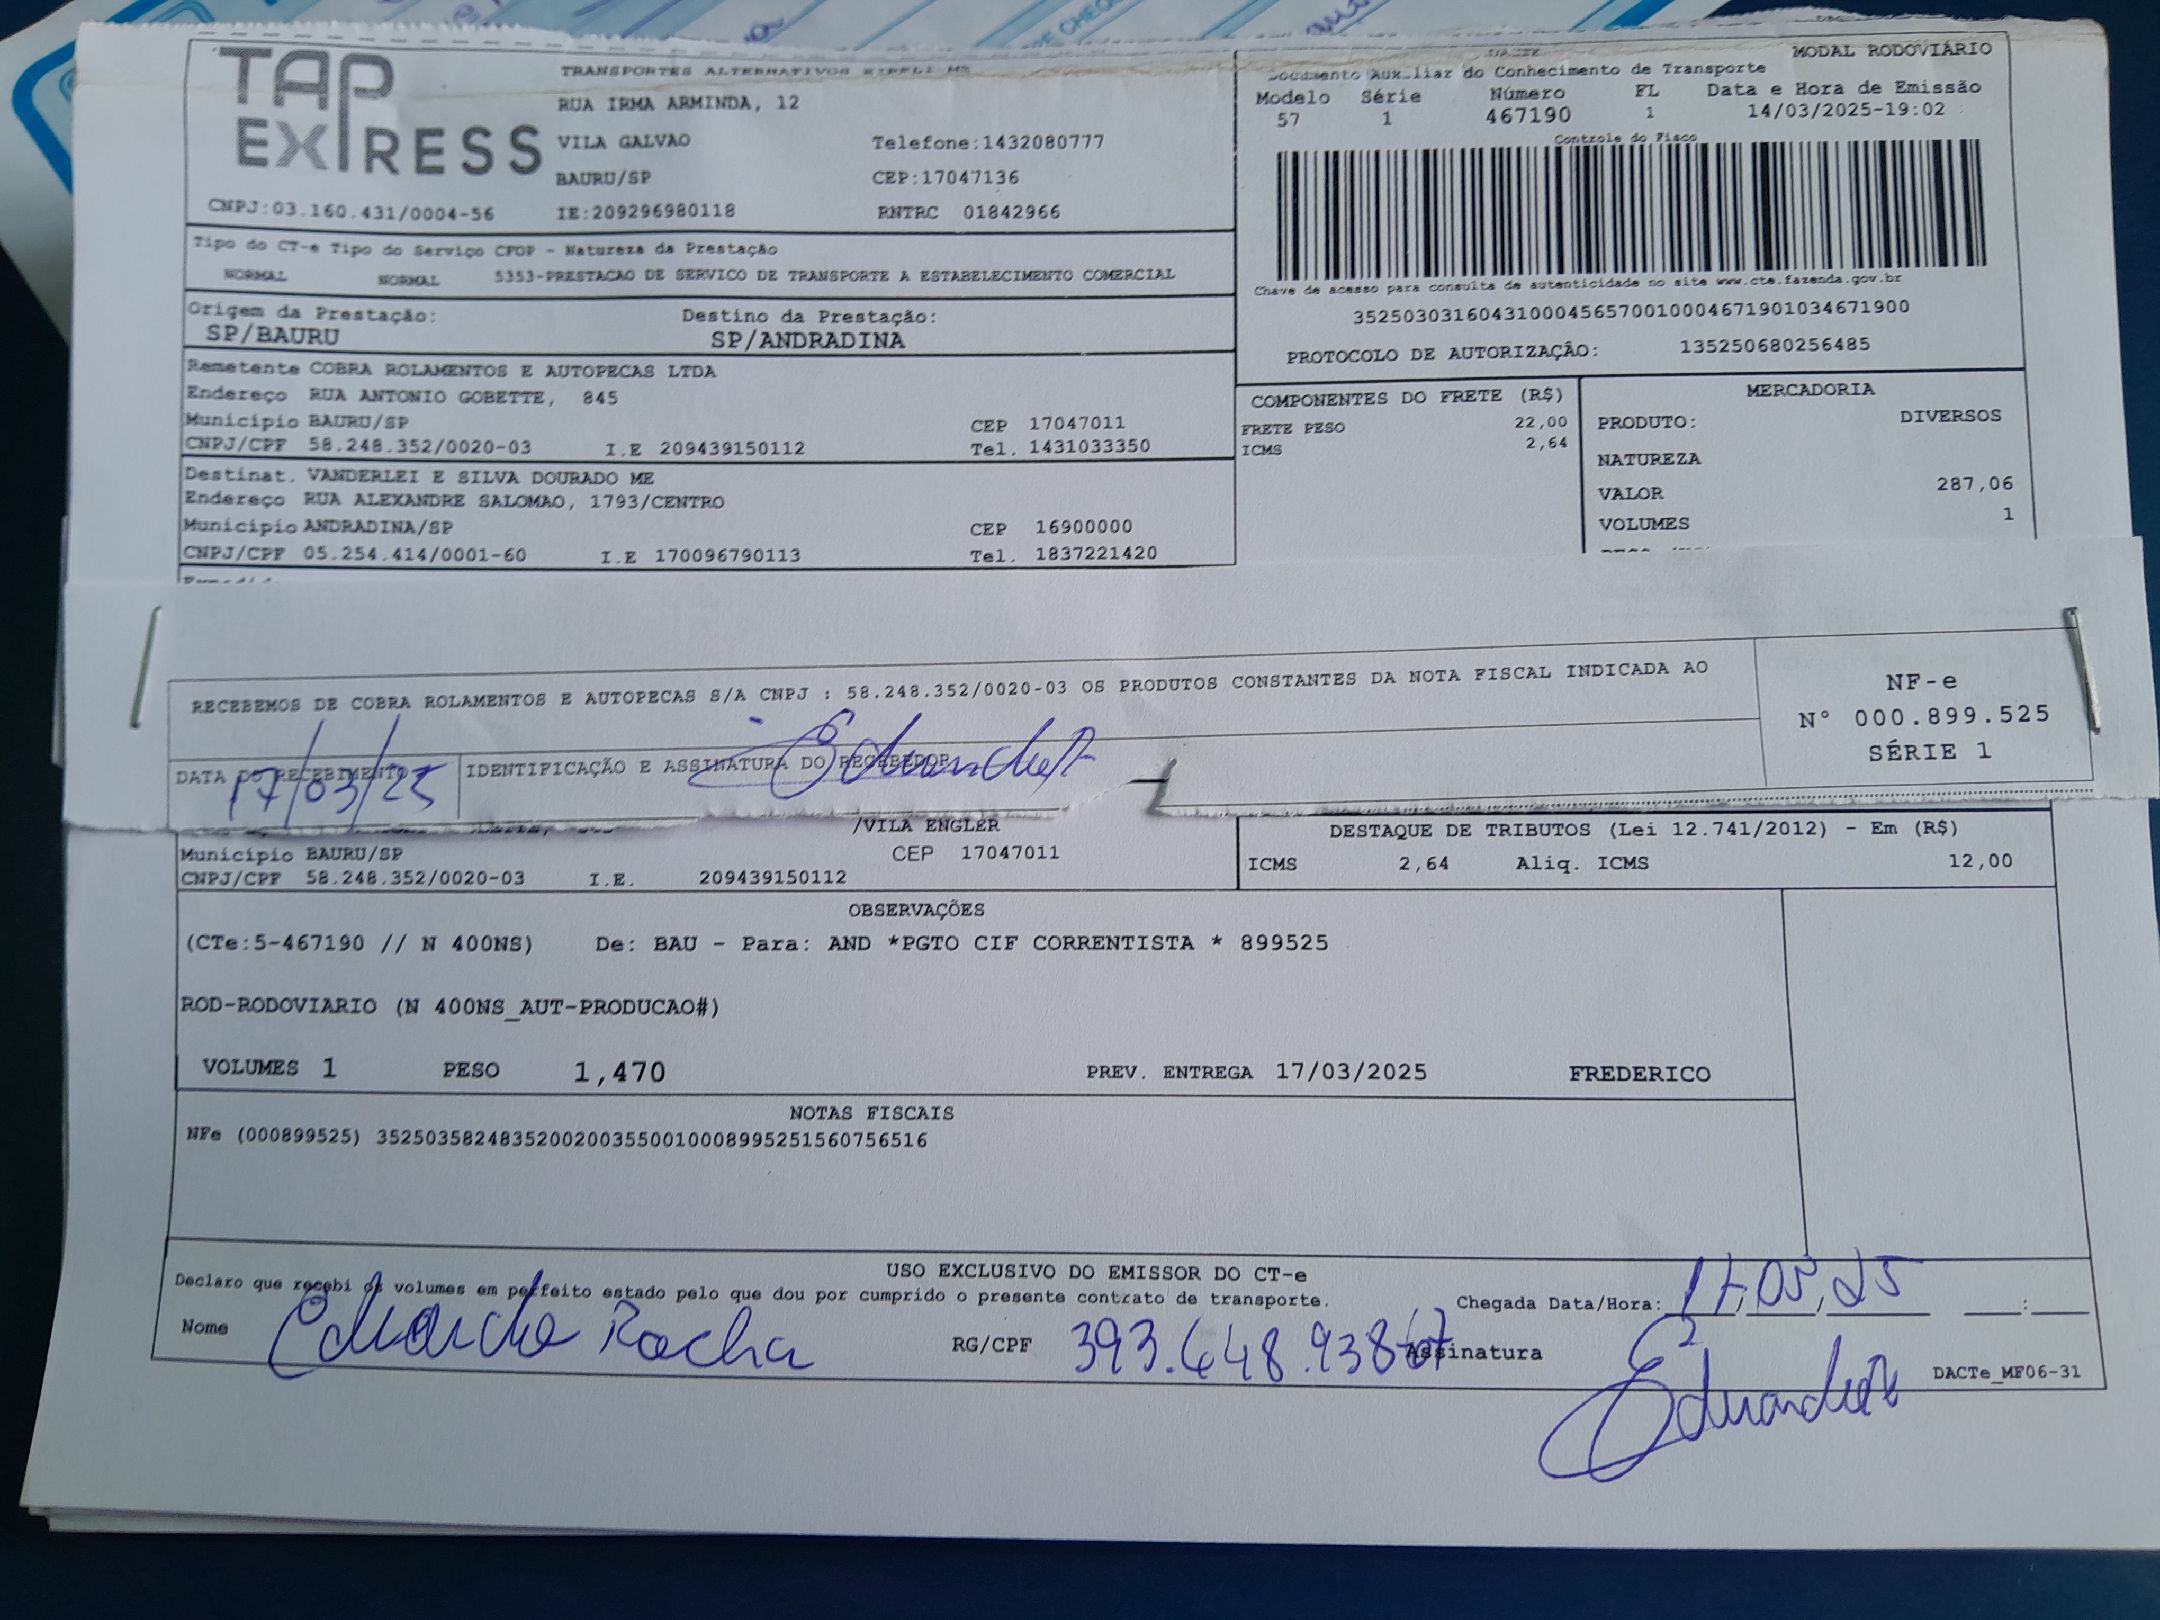 TAP EXPRESS
TRANSPORTES ALTERNATIVOS EIRELI ME
RUA IRMA ARMINDA, 12
VILA GALVAO Telefone:1432080777
BAURU/SP CEP:17047136
CNPJ:03.160.431/0004-56 IE:209296980118 RNTRC 01842966
DACTE MODAL RODOVIÁRIO
Documento Auxiliar do Conhecimento de Transporte
Modelo Série Número FL Data e Hora de Emissão
57 1 467190 1 14/03/2025-19:02
Controle do Fisco
Chave de acesso para consulta de autenticidade no site www.cte.fazenda.gov.br
35250303160431000456570010004671901034671900
PROTOCOLO DE AUTORIZAÇÃO: 135250680256485
Tipo do CT-e Tipo do Serviço CFOP - Natureza da Prestação
NORMAL NORMAL 5353-PRESTACAO DE SERVICO DE TRANSPORTE A ESTABELECIMENTO COMERCIAL
Origem da Prestação: Destino da Prestação:
SP/BAURU SP/ANDRADINA
Remetente COBRA ROLAMENTOS E AUTOPECAS LTDA
Endereço RUA ANTONIO GOBETTE, 845
Município BAURU/SP CEP 17047011
CNPJ/CPF 58.248.352/0020-03 I.E 209439150112 Tel. 1431033350
Destinat. VANDERLEI E SILVA DOURADO ME
Endereço RUA ALEXANDRE SALOMAO, 1793/CENTRO
Município ANDRADINA/SP CEP 16900000
CNPJ/CPF 05.254.414/0001-60 I.E 170096790113 Tel. 1837221420
COMPONENTES DO FRETE (R$)
FRETE PESO 22,00
ICMS 2,64
MERCADORIA
PRODUTO: DIVERSOS
NATUREZA
VALOR 287,06
VOLUMES 1
RECEBEMOS DE COBRA ROLAMENTOS E AUTOPECAS S/A CNPJ : 58.248.352/0020-03 OS PRODUTOS CONSTANTES DA NOTA FISCAL INDICADA AO
DATA DO RECEBIMENTO IDENTIFICAÇÃO E ASSINATURA DO RECEBEDOR
17/03/25
NF-e
N° 000.899.525
SÉRIE 1
/VILA ENGLER
Município BAURU/SP CEP 17047011
CNPJ/CPF 58.248.352/0020-03 I.E. 209439150112
DESTAQUE DE TRIBUTOS (Lei 12.741/2012) - Em (R$)
ICMS 2,64 Aliq. ICMS 12,00
OBSERVAÇÕES
(CTe:5-467190 // N 400NS) De: BAU - Para: AND *PGTO CIF CORRENTISTA * 899525
ROD-RODOVIARIO (N 400NS_AUT-PRODUCAO#)
VOLUMES 1 PESO 1,470 PREV. ENTREGA 17/03/2025 FREDERICO
NOTAS FISCAIS
NFe (000899525) 35250358248352002003550010008995251560756516
USO EXCLUSIVO DO EMISSOR DO CT-e
Declaro que recebi os volumes em perfeito estado pelo que dou por cumprido o presente contrato de transporte.
Chegada Data/Hora: 17,03,25 __:__
Nome Eduardo Rocha RG/CPF 393.648.938 67 Assinatura
DACTe_MF06-31